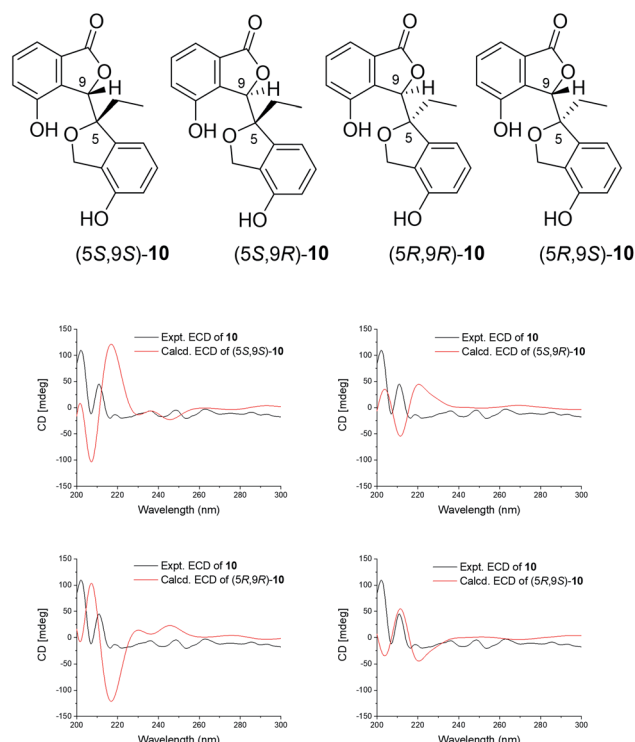 O O O O
9 H O 9 H O 9 H O 9 H O
OH OH OH OH
O 5 O 5 O 5 O 5
HO HO HO HO
(5S,9S)-10 (5S,9R)-10 (5R,9R)-10 (5R,9S)-10
150 Expt. ECD of 10
100 Calcd. ECD of (5S,9S)-10
50
0
-50
-100
-150
CD [mdeg]
200 220 240 260 280 300
Wavelength (nm)
150 Expt. ECD of 10
100 Calcd. ECD of (5S,9R)-10
50
0
-50
-100
-150
CD [mdeg]
200 220 240 260 280 300
Wavelength (nm)
150 Expt. ECD of 10
100 Calcd. ECD of (5R,9R)-10
50
0
-50
-100
-150
CD [mdeg]
200 220 240 260 280 300
Wavelength (nm)
150 Expt. ECD of 10
100 Calcd. ECD of (5R,9S)-10
50
0
-50
-100
-150
CD [mdeg]
200 220 240 260 280 300
Wavelength (nm)